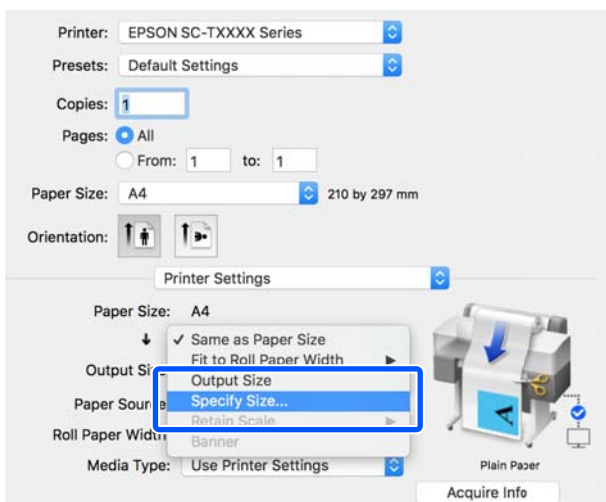 Printer: EPSON SC-TXXXX Series
Presets: Default Settings
Copies: 1
Pages: All
From: 1 to: 1
Paper Size: A4 210 by 297 mm
Orientation:
Printer Settings
Paper Size: A4
✓ Same as Paper Size
Fit to Roll Paper Width
Output Siz
Output Size
Paper Source
Specify Size...
Retain Scale
Roll Paper Width
Banner
Media Type: Use Printer Settings
Plain Paper
Acquire Info